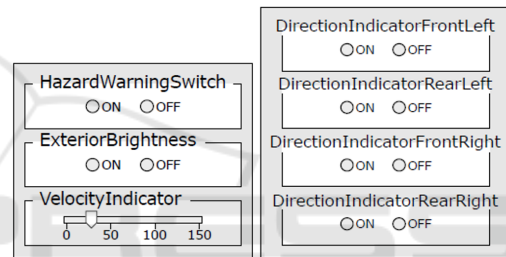 HazardWarningSwitch
ON OFF
ExteriorBrightness
ON OFF
VelocityIndicator
0 50 100 150
DirectionIndicatorFrontLeft
ON OFF
DirectionIndicatorRearLeft
ON OFF
DirectionIndicatorFrontRight
ON OFF
DirectionIndicatorRearRight
ON OFF